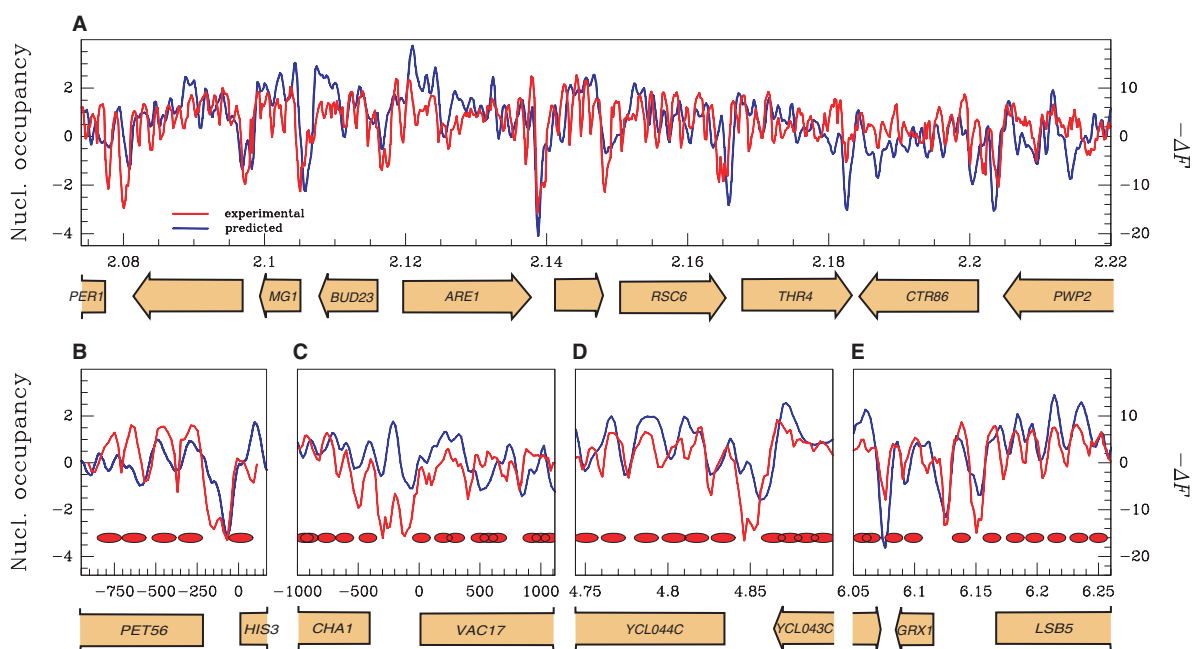 A
Nucl. occupancy
2
0
−2
−4
10
0
−10
−20
−ΔF
experimental
predicted
2.08 2.1 2.12 2.14 2.16 2.18 2.2 2.22
PER1 MG1 BUD23 ARE1 RSC6 THR4 CTR86 PWP2
B C D E
Nucl. occupancy
2
0
−2
−4
10
0
−10
−20
−ΔF
−750 −500 −250 0 −1000 −500 0 500 1000 4.75 4.8 4.85 6.05 6.1 6.15 6.2 6.25
PET56 HIS3 CHA1 VAC17 YCL044C YCL043C GRX1 LSB5